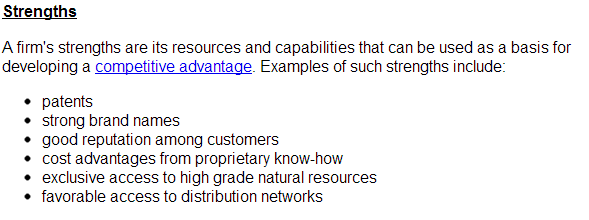 Strengths
A firm's strengths are its resources and capabilities that can be used as a basis for
developing a competitive advantage. Examples of such strengths include:
• patents
• strong brand names
• good reputation among customers
• cost advantages from proprietary know-how
• exclusive access to high grade natural resources
• favorable access to distribution networks